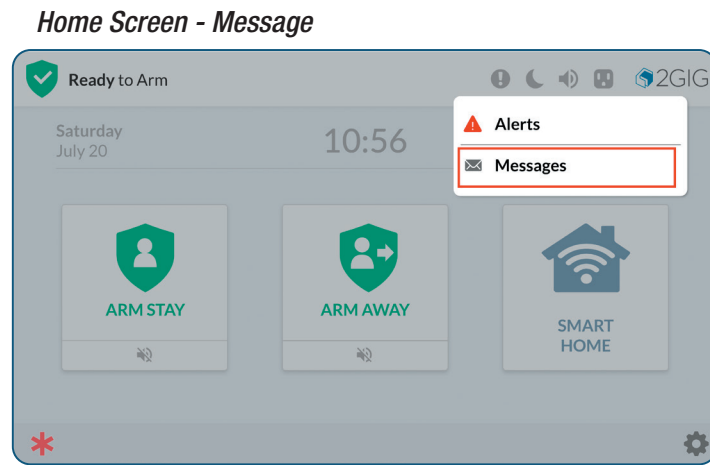 Home Screen - Message
Ready to Arm
2GIG
Saturday
July 20
10:56
Alerts
Messages
ARM STAY
ARM AWAY
SMART
HOME